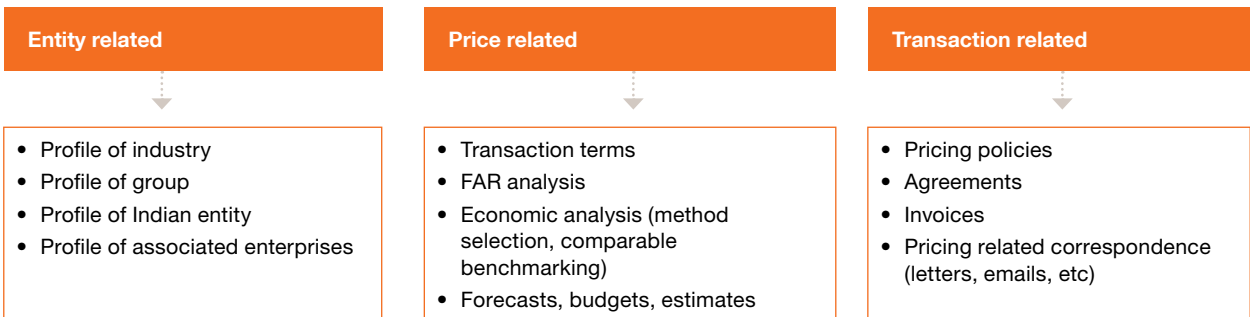 Entity related
• Profile of industry
• Profile of group
• Profile of Indian entity
• Profile of associated enterprises
Price related
• Transaction terms
• FAR analysis
• Economic analysis (method
selection, comparable
benchmarking)
• Forecasts, budgets, estimates
Transaction related
• Pricing policies
• Agreements
• Invoices
• Pricing related correspondence
(letters, emails, etc)